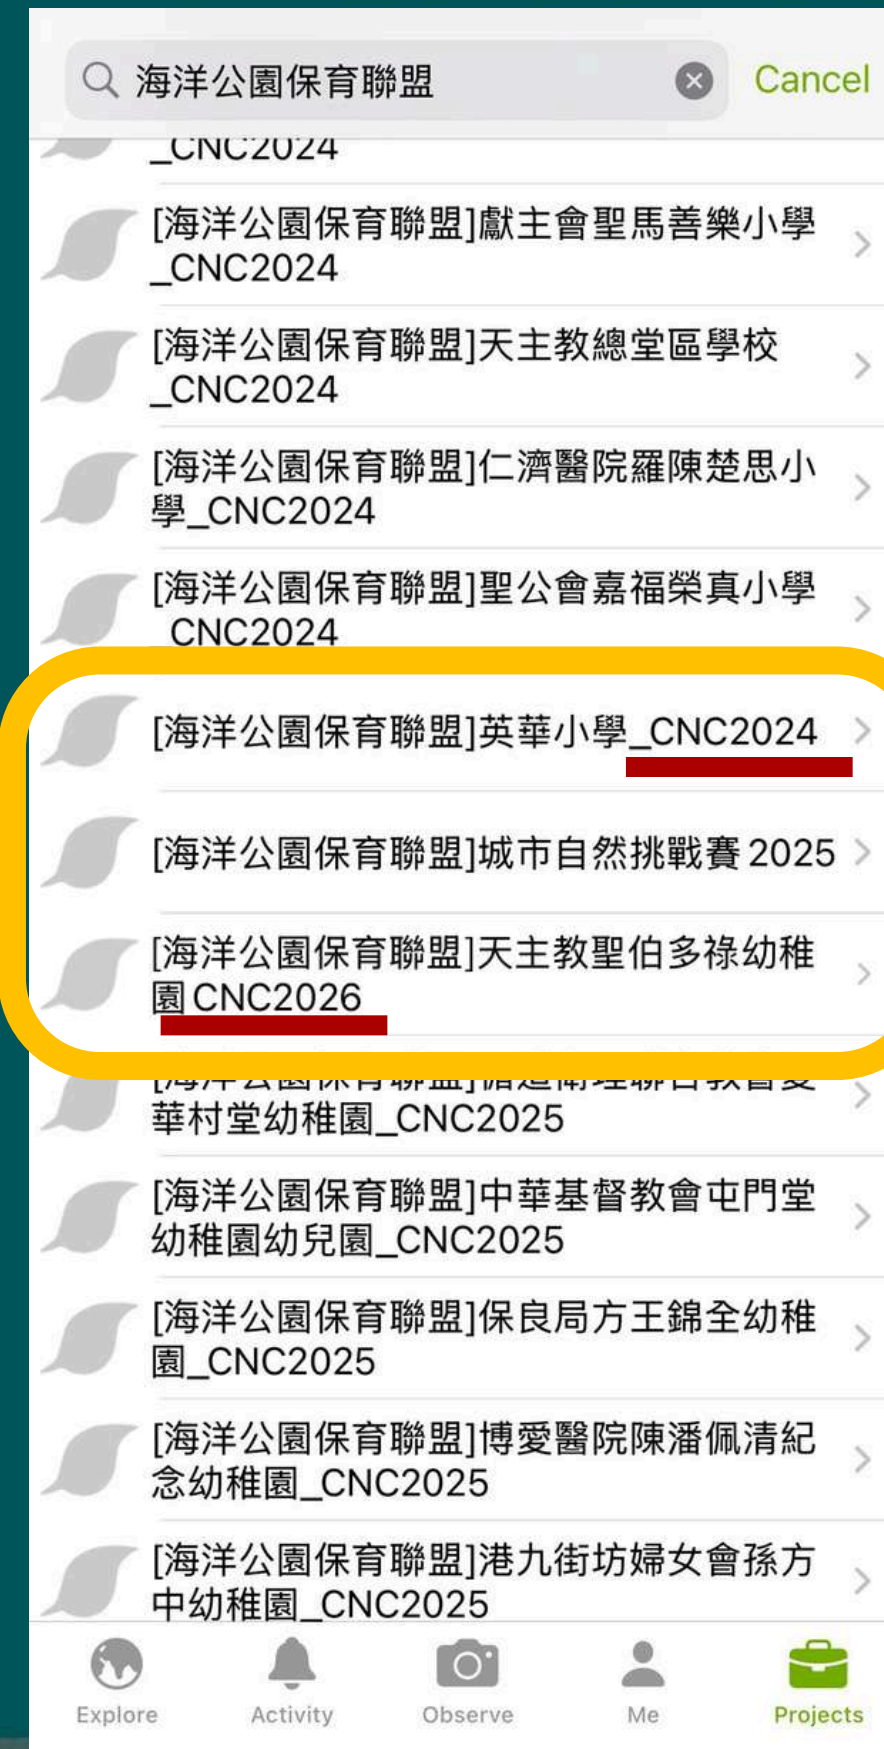 海洋公園保育聯盟
Cancel
_CNC2024
[海洋公園保育聯盟]獻主會聖馬善樂小學
_CNC2024
[海洋公園保育聯盟]天主教總堂區學校
_CNC2024
[海洋公園保育聯盟]仁濟醫院羅陳楚思小
學_CNC2024
[海洋公園保育聯盟]聖公會嘉福榮真小學
_CNC2024
[海洋公園保育聯盟]英華小學_CNC2024
[海洋公園保育聯盟]城市自然挑戰賽 2025
[海洋公園保育聯盟]天主教聖伯多祿幼稚
園 CNC2026
華村堂幼稚園_CNC2025
[海洋公園保育聯盟]中華基督教會屯門堂
幼稚園幼兒園_CNC2025
[海洋公園保育聯盟]保良局方王錦全幼稚
園_CNC2025
[海洋公園保育聯盟]博愛醫院陳潘佩清紀
念幼稚園_CNC2025
[海洋公園保育聯盟]港九街坊婦女會孫方
中幼稚園_CNC2025
Explore
Activity
Observe
Me
Projects